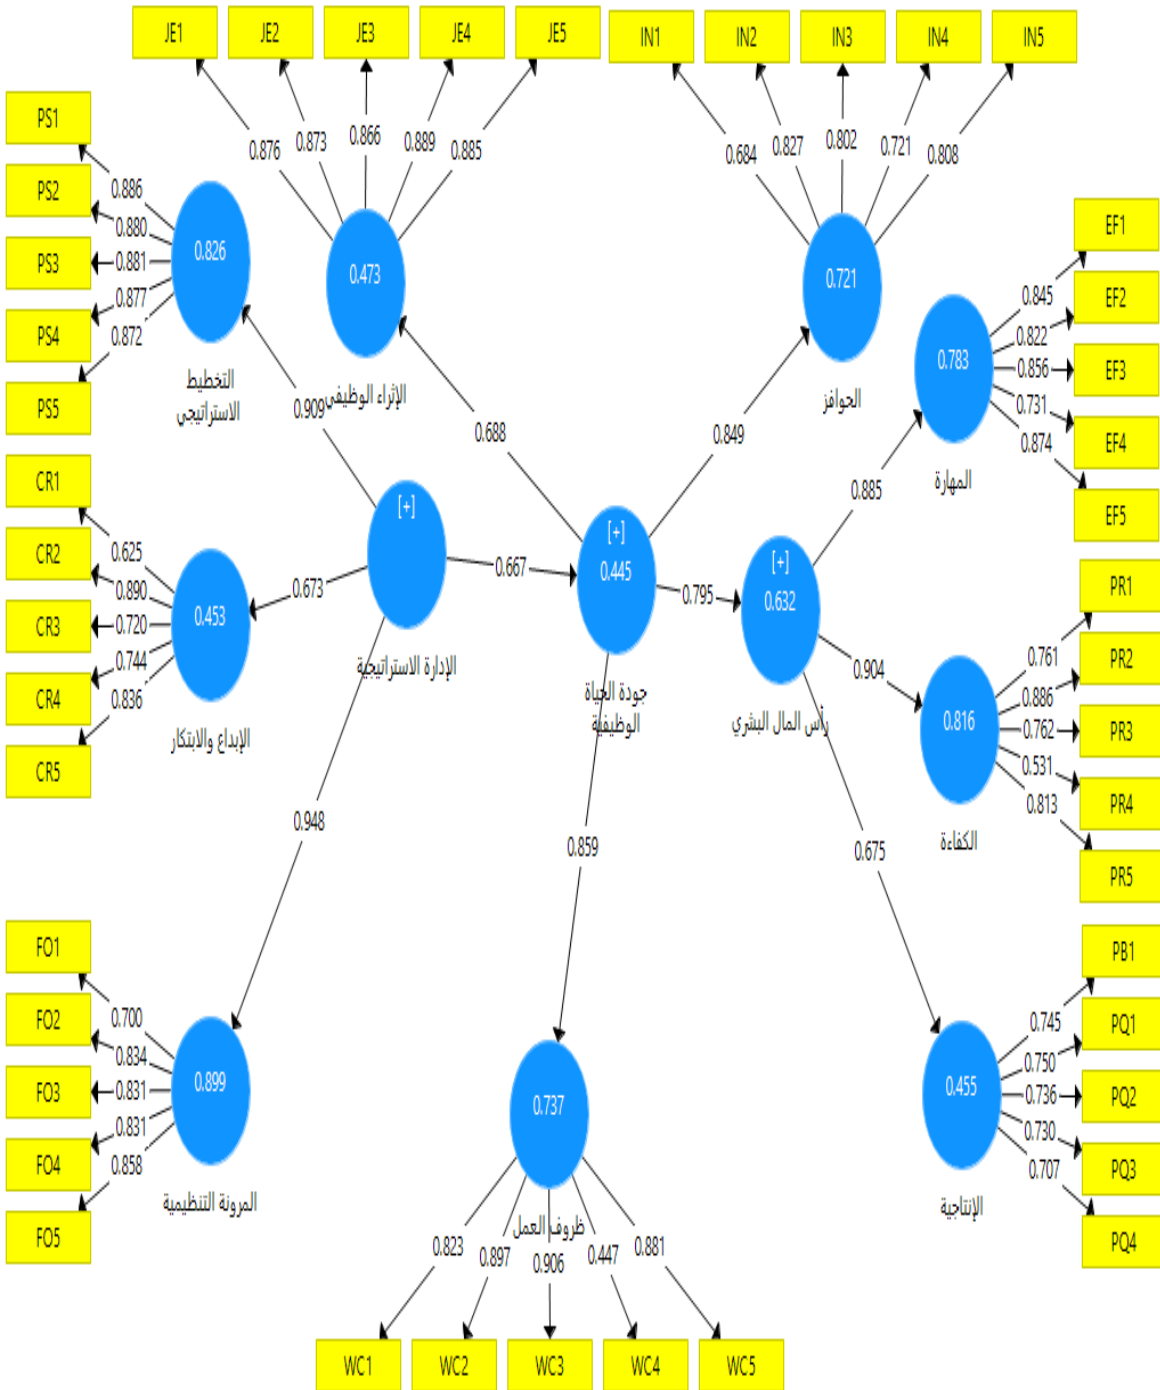 JE1
JE2
JE3
JE4
JE5
IN1
IN2
IN3
IN4
IN5
0.876
0.873
0.866
0.889
0.885
0.684
0.827
0.802
0.721
0.808
PS1
PS2
PS3
PS4
PS5
0.886
0.880
0.881
0.877
0.872
0.826
التخطيط
الاستراتيجي
0.473
الإثراء الوظيفي
0.721
الحوافز
0.783
المهارة
EF1
EF2
EF3
EF4
EF5
0.845
0.822
0.856
0.731
0.874
0.909
0.688
0.849
0.885
CR1
CR2
CR3
CR4
CR5
0.625
0.890
0.720
0.744
0.836
0.453
الإبداع والابتكار
0.673
[+]
الإدارة الاستراتيجية
0.667
[+]
0.445
جودة الحياة
الوظيفية
0.795
[+]
0.632
رأس المال البشري
0.904
0.816
الكفاءة
PR1
PR2
PR3
PR4
PR5
0.761
0.886
0.762
0.531
0.813
0.948
0.859
0.675
FO1
FO2
FO3
FO4
FO5
0.700
0.834
0.831
0.831
0.858
0.899
المرونة التنظيمية
0.737
ظروف العمل
0.455
الإنتاجية
PB1
PQ1
PQ2
PQ3
PQ4
0.745
0.750
0.736
0.730
0.707
0.823
0.897
0.906
0.447
0.881
WC1
WC2
WC3
WC4
WC5